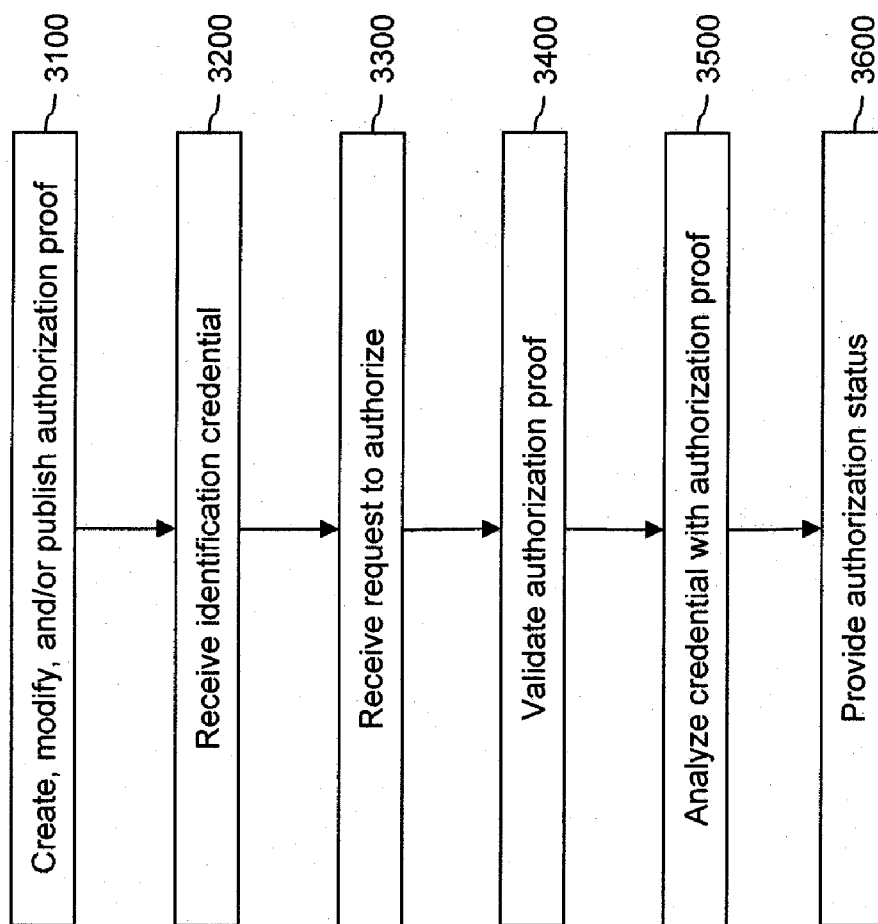 Create, modify, and/or publish authorization proof
3100
Receive identification credential
3200
Receive request to authorize
3300
Validate authorization proof
3400
Analyze credential with authorization proof
3500
Provide authorization status
3600